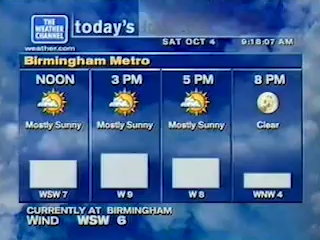 THE
WEATHER
CHANNEL
today's
weather.com
SAT OCT 4 9:18:07 AM
Birmingham Metro
NOON 3 PM 5 PM 8 PM
Mostly Sunny Mostly Sunny Mostly Sunny Clear
WSW 7 W 9 W 8 WNW 4
CURRENTLY AT BIRMINGHAM
WIND WSW 6